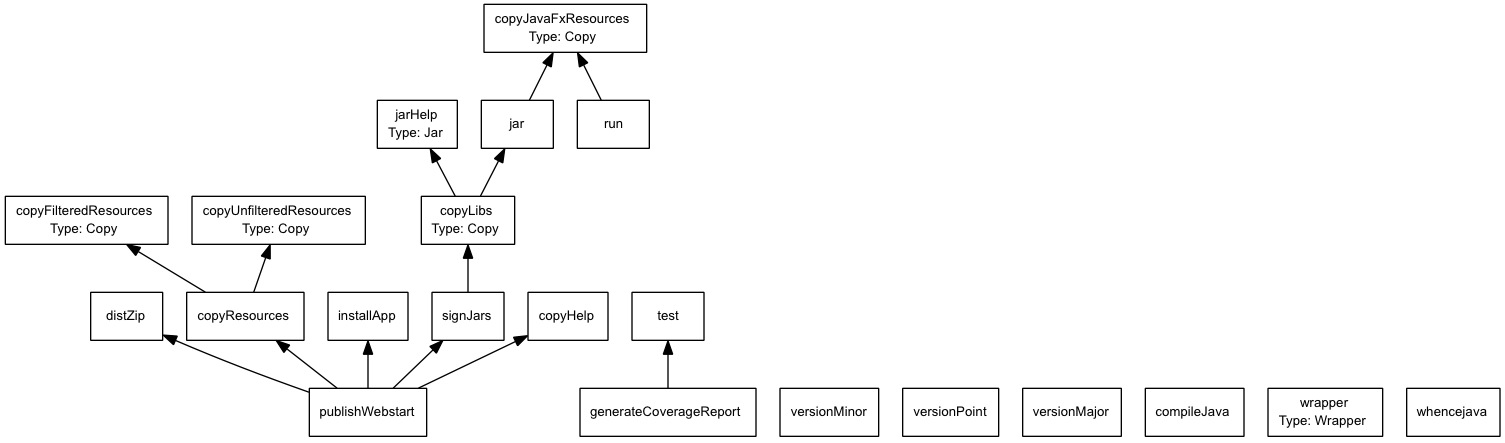 copyJavaFxResources
Type: Copy
jarHelp
Type: Jar
jar
run
copyFilteredResources
Type: Copy
copyUnfilteredResources
Type: Copy
copyLibs
Type: Copy
distZip
copyResources
installApp
signJars
copyHelp
test
publishWebstart
generateCoverageReport
versionMinor
versionPoint
versionMajor
compileJava
wrapper
Type: Wrapper
whencejava